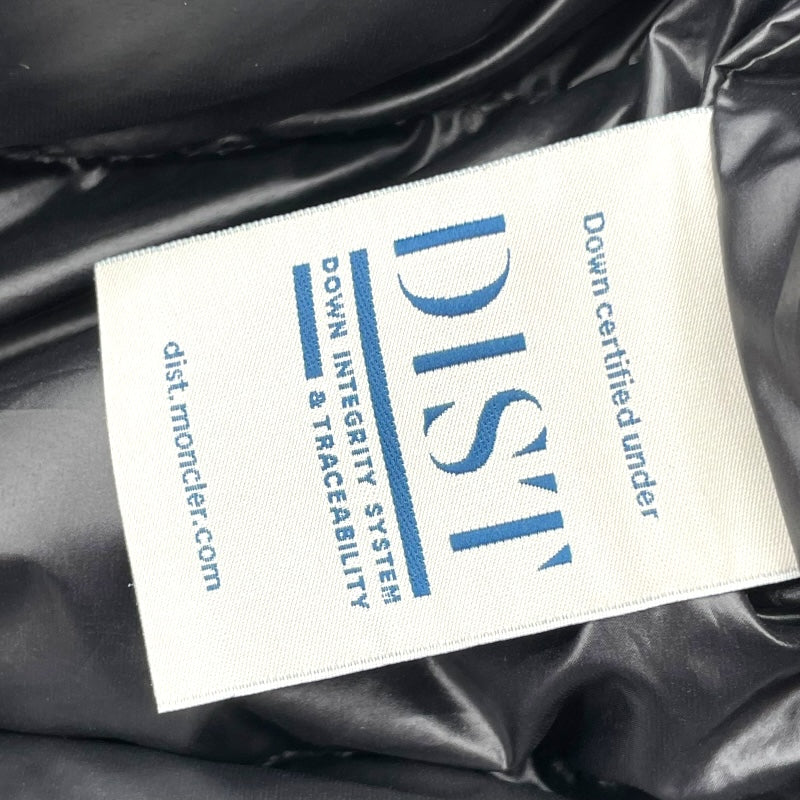 Down certified under
DIST
DOWN INTEGRITY SYSTEM
& TRACEABILITY
dist.moncler.com